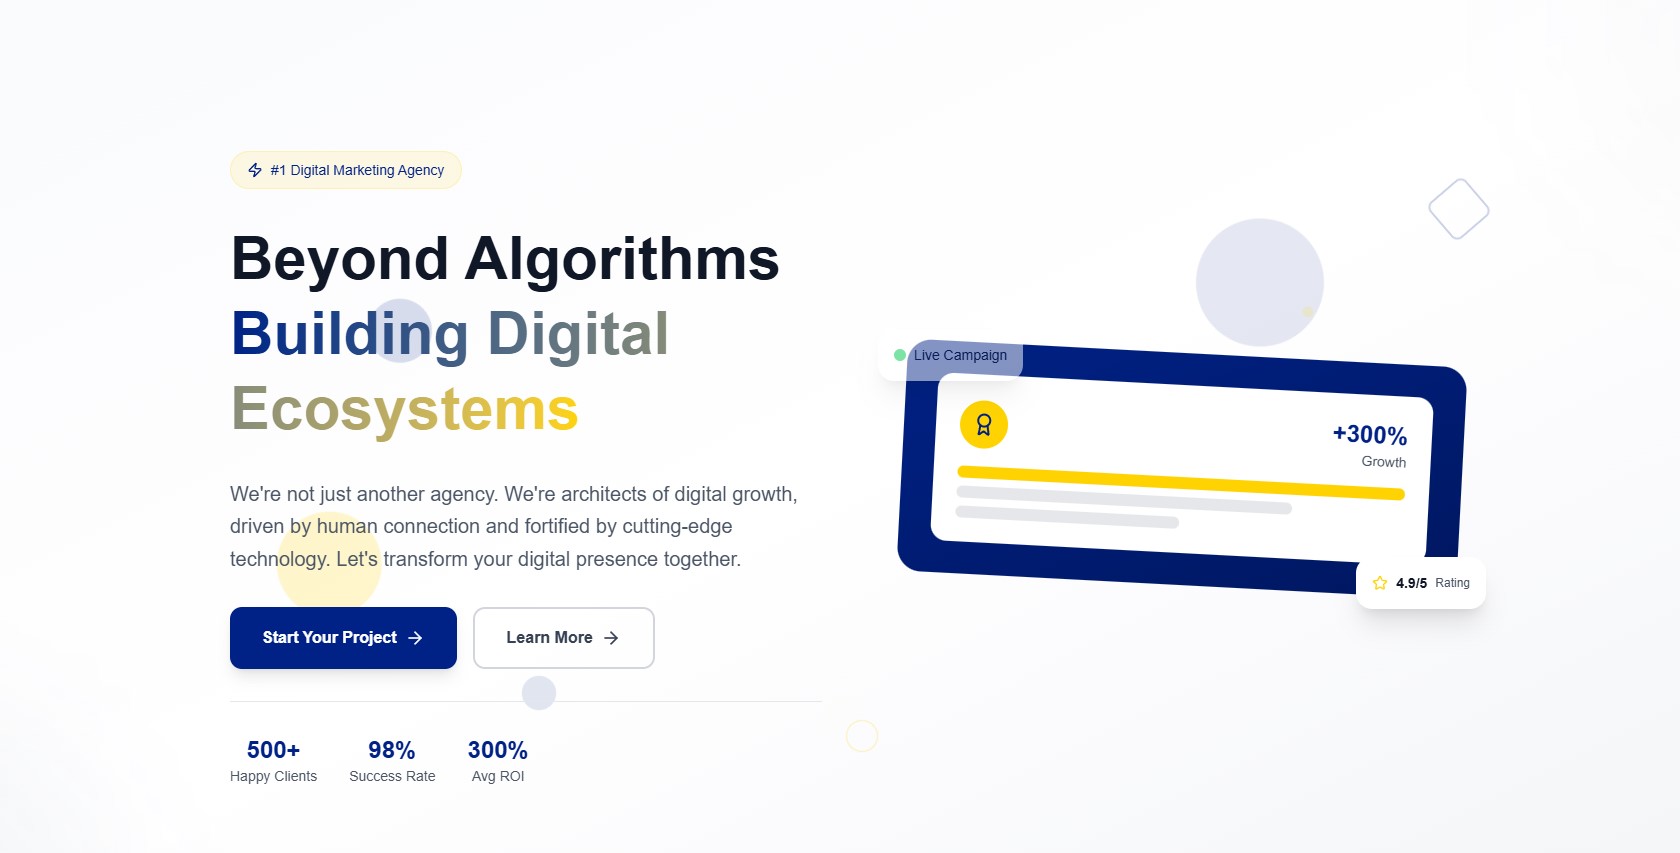 #1 Digital Marketing Agency
Beyond Algorithms
Building Digital
Ecosystems
We're not just another agency. We're architects of digital growth,
driven by human connection and fortified by cutting-edge
technology. Let's transform your digital presence together.
Start Your Project
Learn More
500+
Happy Clients
98%
Success Rate
300%
Avg ROI
Live Campaign
+300%
Growth
4.9/5 Rating